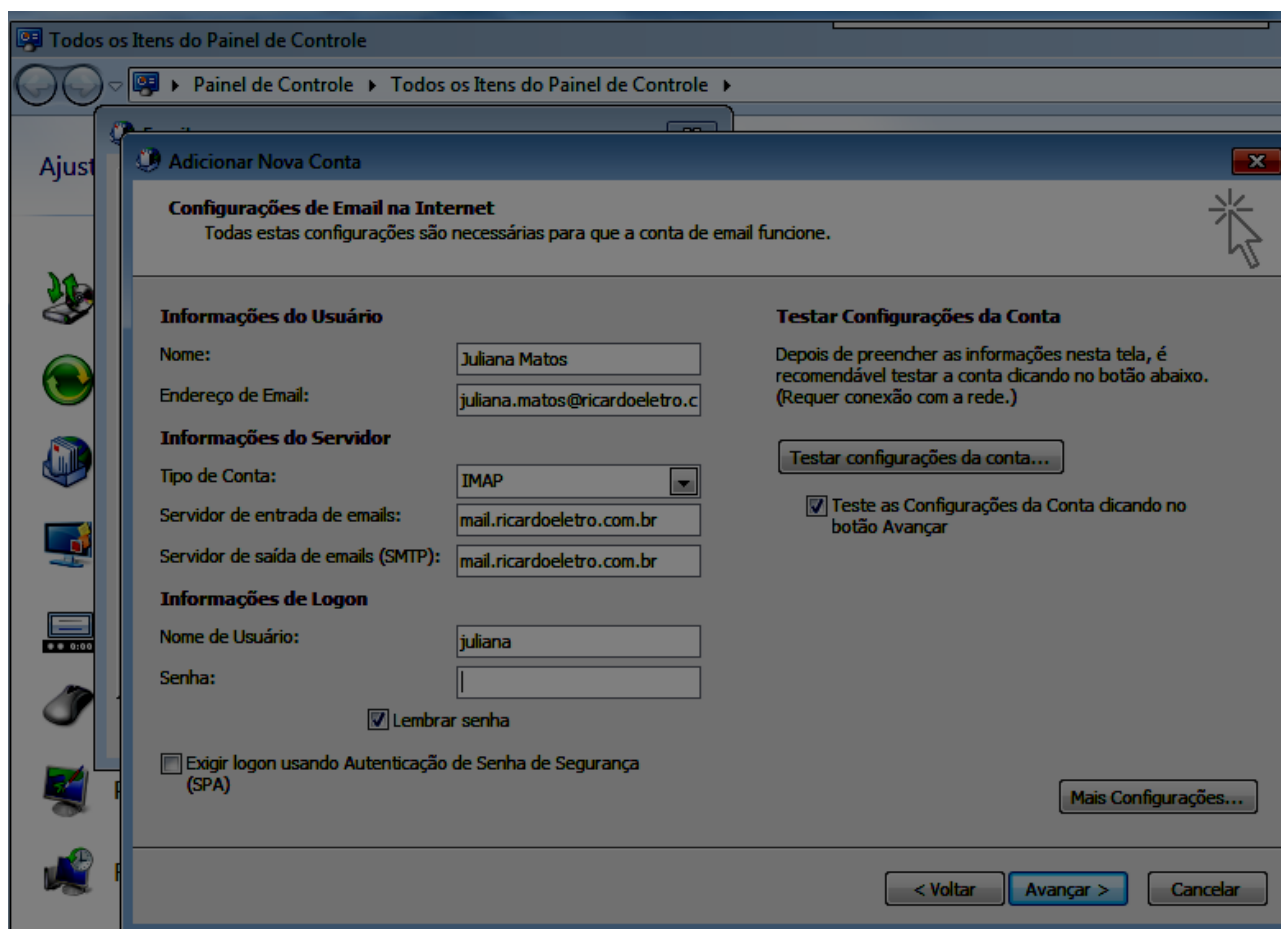 Todos os Itens do Painel de Controle
Painel de Controle Todos os Itens do Painel de Controle
Ajust
Adicionar Nova Conta
Configurações de Email na Internet
Todas estas configurações são necessárias para que a conta de email funcione.
Informações do Usuário
Nome:
Juliana Matos
Endereço de Email:
juliana.matos@ricardoeletro.c
Informações do Servidor
Tipo de Conta:
IMAP
Servidor de entrada de emails:
mail.ricardoeletro.com.br
Servidor de saída de emails (SMTP):
mail.ricardoeletro.com.br
Informações de Logon
Nome de Usuário:
juliana
Senha:
Lembrar senha
Exigir logon usando Autenticação de Senha de Segurança
(SPA)
Testar Configurações da Conta
Depois de preencher as informações nesta tela, é
recomendável testar a conta clicando no botão abaixo.
(Requer conexão com a rede.)
Testar configurações da conta...
Teste as Configurações da Conta clicando no
botão Avançar
Mais Configurações...
< Voltar
Avançar >
Cancelar